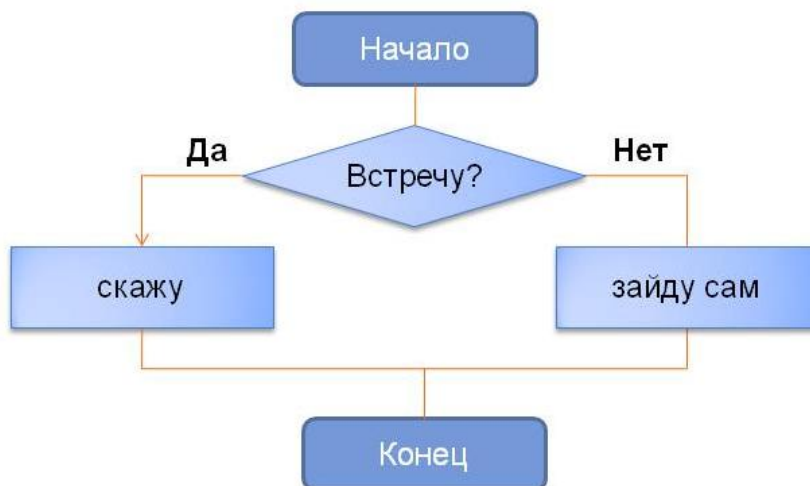 Начало
Да
Нет
Встречу?
скажу
зайду сам
Конец